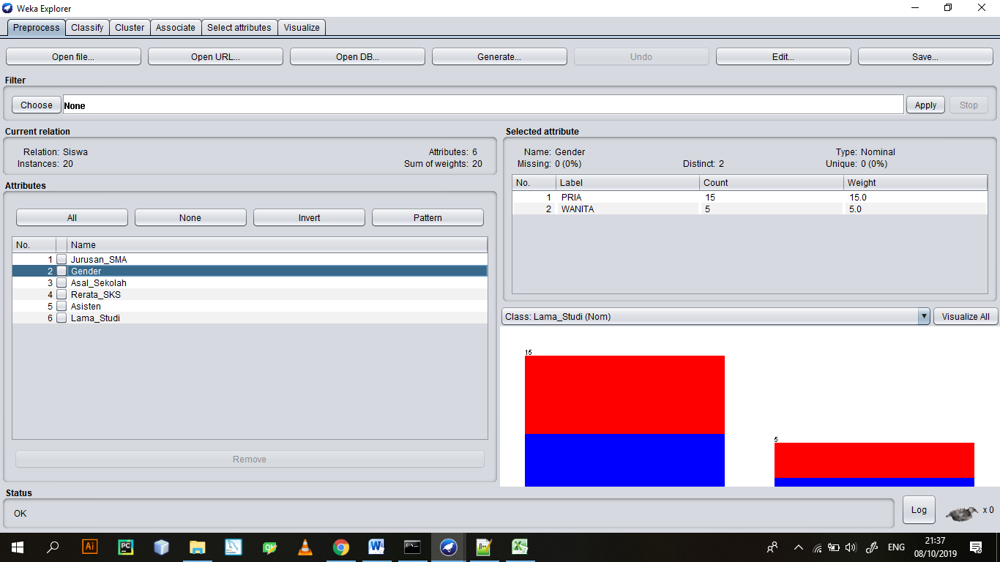 Weka Explorer
Preprocess Classify Cluster Associate Select attributes Visualize
Open file... Open URL... Open DB... Generate... Undo Edit... Save...
Filter
Choose None Apply Stop
Current relation
Relation: Siswa Attributes: 6
Instances: 20 Sum of weights: 20
Attributes
All None Invert Pattern
No. Name
1 Jurusan_SMA
2 Gender
3 Asal_Sekolah
4 Rerata_SKS
5 Asisten
6 Lama_Studi
Remove
Selected attribute
Name: Gender Type: Nominal
Missing: 0 (0%) Distinct: 2 Unique: 0 (0%)
No. Label Count Weight
1 PRIA 15 15.0
2 WANITA 5 5.0
Class: Lama_Studi (Nom) Visualize All
15
5
Status
OK
Log x 0
Ai PC W ENG 21:37
08/10/2019